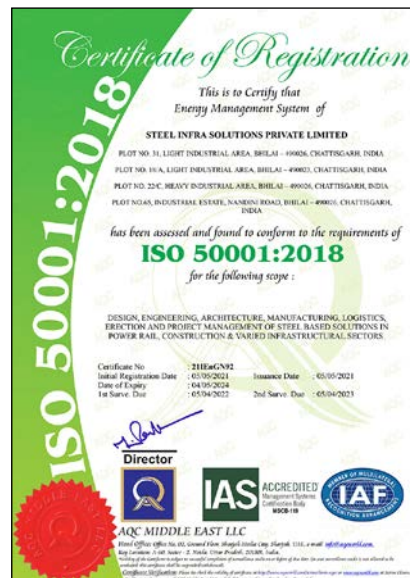 Certificate of Registration
This is to Certify that
Energy Management System of
STEEL INFRA SOLUTIONS PRIVATE LIMITED
PLOT NO. 31, LIGHT INDUSTRIAL AREA, BHILAI – 490026, CHATTISGARH, INDIA
LIGHT INDUSTRIAL AREA, BHILAI – CHATTISGARH, INDIA
PLOT NO. 22/C, HEAVY INDUSTRIAL AREA, BHILAI – 490026, CHATTISGARH, INDIA
INDUSTRIAL ESTATE, NANDINI ROAD, BHILAI – 490026, CHATTISGARH,
INDIA
has been assessed and found to conform to the requirements of
ISO 50001:2018
for the following scope :
DESIGN, ENGINEERING, ARCHITECTURE, MANUFACTURING, LOGISTICS,
ERECTION AND PROJECT MANAGEMENT OF STEEL BASED SOLUTIONS IN
POWER RAIL, CONSTRUCTION & VARIED INFRASTRUCTURAL SECTORS
Certificate No : 21IEnGN92
Initial Registration Date : 05/05/2021 Issuance Date : 05/05/2021
Date of Expiry : 04/05/2024
1st Surve. Due : 05/04/2022 2nd Surve. Due : 05/04/2023
Director
IAS ACCREDITED
Management Systems
Certification Body
MSCB-119
MEMBER OF MULTILATERAL
RECOGNITION ARRANGEMENT
IAF
AQC MIDDLE EAST LLC
ISO 50001:2018